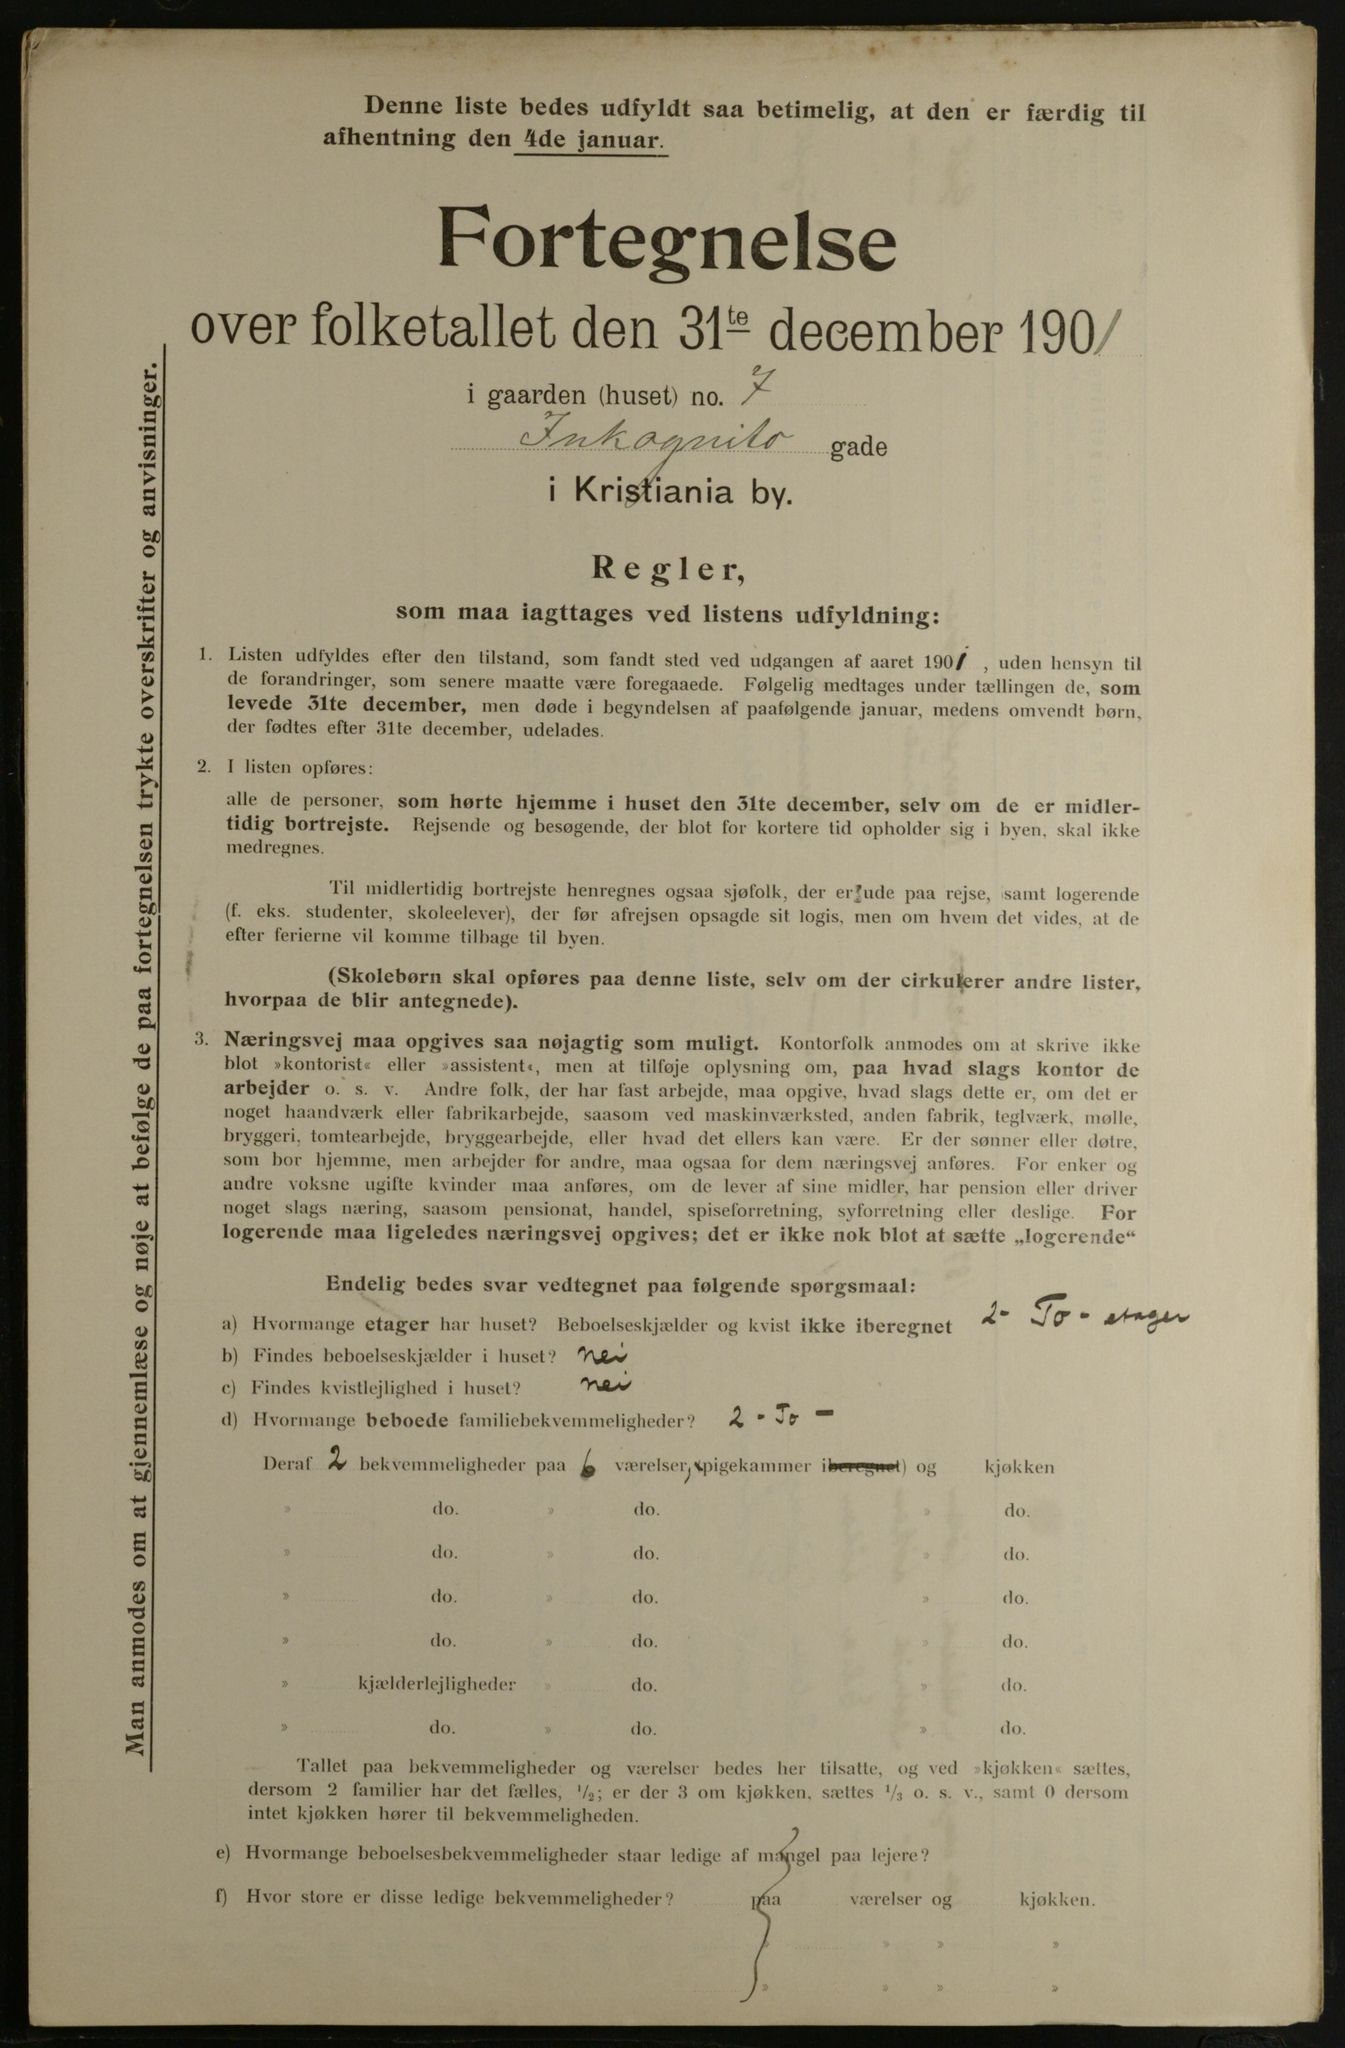 Denne liste bedes udfyldt saa betimelig, at den er færdig til
afhentning den 4de januar.
Fortegnelse
over folketallet den 31te december 1901
i gaarden (huset) no. 7
Inkognito gade
i Kristiania by.
Regler,
som maa iagttages ved listens udfyldning:
1. Listen udfyldes efter den tilstand, som fandt sted ved udgangen af aaret 1901, uden hensyn til
de forandringer, som senere maatte være foregaaede. Følgelig medtages under tællingen de, som
levede 31te december, men døde i begyndelsen af paafølgende januar, medens omvendt børn,
der fødtes efter 31te december, udelades.
2. I listen opføres:
alle de personer, som hørte hjemme i huset den 31te december, selv om de er midler-
tidig bortrejste. Rejsende og besøgende, der blot for kortere tid opholder sig i byen, skal ikke
medregnes.
Til midlertidig bortrejste henregnes ogsaa sjøfolk, der er ude paa rejse, samt logerende
(f. eks. studenter, skoleelever), der før afrejsen opsagde sit logis, men om hvem det vides, at de
efter ferierne vil komme tilbage til byen.
(Skolebørn skal opføres paa denne liste, selv om der cirkulerer andre lister,
hvorpaa de blir antegnede).
3. Næringsvej maa opgives saa nøjagtig som muligt. Kontorfolk anmodes om at skrive ikke
blot »kontorist« eller »assistent«, men at tilføje oplysning om, paa hvad slags kontor de
arbejder o. s. v. Andre folk, der har fast arbejde, maa opgive, hvad slags dette er, om det er
noget haandværk eller fabrikarbejde, saasom ved maskinværksted, anden fabrik, teglværk, mølle,
bryggeri, tomtearbejde, bryggearbejde, eller hvad det ellers kan være. Er der sønner eller døtre,
som bor hjemme, men arbejder for andre, maa ogsaa for dem næringsvej anføres. For enker og
andre voksne ugifte kvinder maa anføres, om de lever af sine midler, har pension eller driver
noget slags næring, saasom pensionat, handel, spiseforretning, syforretning eller deslige. For
logerende maa ligeledes næringsvej opgives; det er ikke nok blot at sætte „logerende“
Endelig bedes svar vedtegnet paa følgende spørgsmaal:
a) Hvormange etager har huset? Beboelseskjælder og kvist ikke iberegnet 2 - To - etager
b) Findes beboelseskjælder i huset? nei
c) Findes kvistlejlighed i huset? nei
d) Hvormange beboede familiebekvemmeligheder? 2 - To -
Deraf 2 bekvemmeligheder paa 6 værelser, (pigekammer iberegnet) og kjøkken
» do. » do. » do.
» do. » do. » do.
» do. » do. » do.
» do. » do. » do.
» kjælderlejligheder » do. » do.
» do. » do. » do.
Tallet paa bekvemmeligheder og værelser bedes her tilsatte, og ved »kjøkken« sættes,
dersom 2 familier har det fælles, 1/2; er der 3 om kjøkken, sættes 1/3 o. s. v., samt 0 dersom
intet kjøkken hører til bekvemmeligheden.
e) Hvormange beboelsesbekvemmeligheder staar ledige af mangel paa lejere?
f) Hvor store er disse ledige bekvemmeligheder? paa værelser og kjøkken.
» » » »
» » » »
Man anmodes om at gjennemlæse og nøje at befølge de paa fortegnelsen trykte overskrifter og anvisninger.